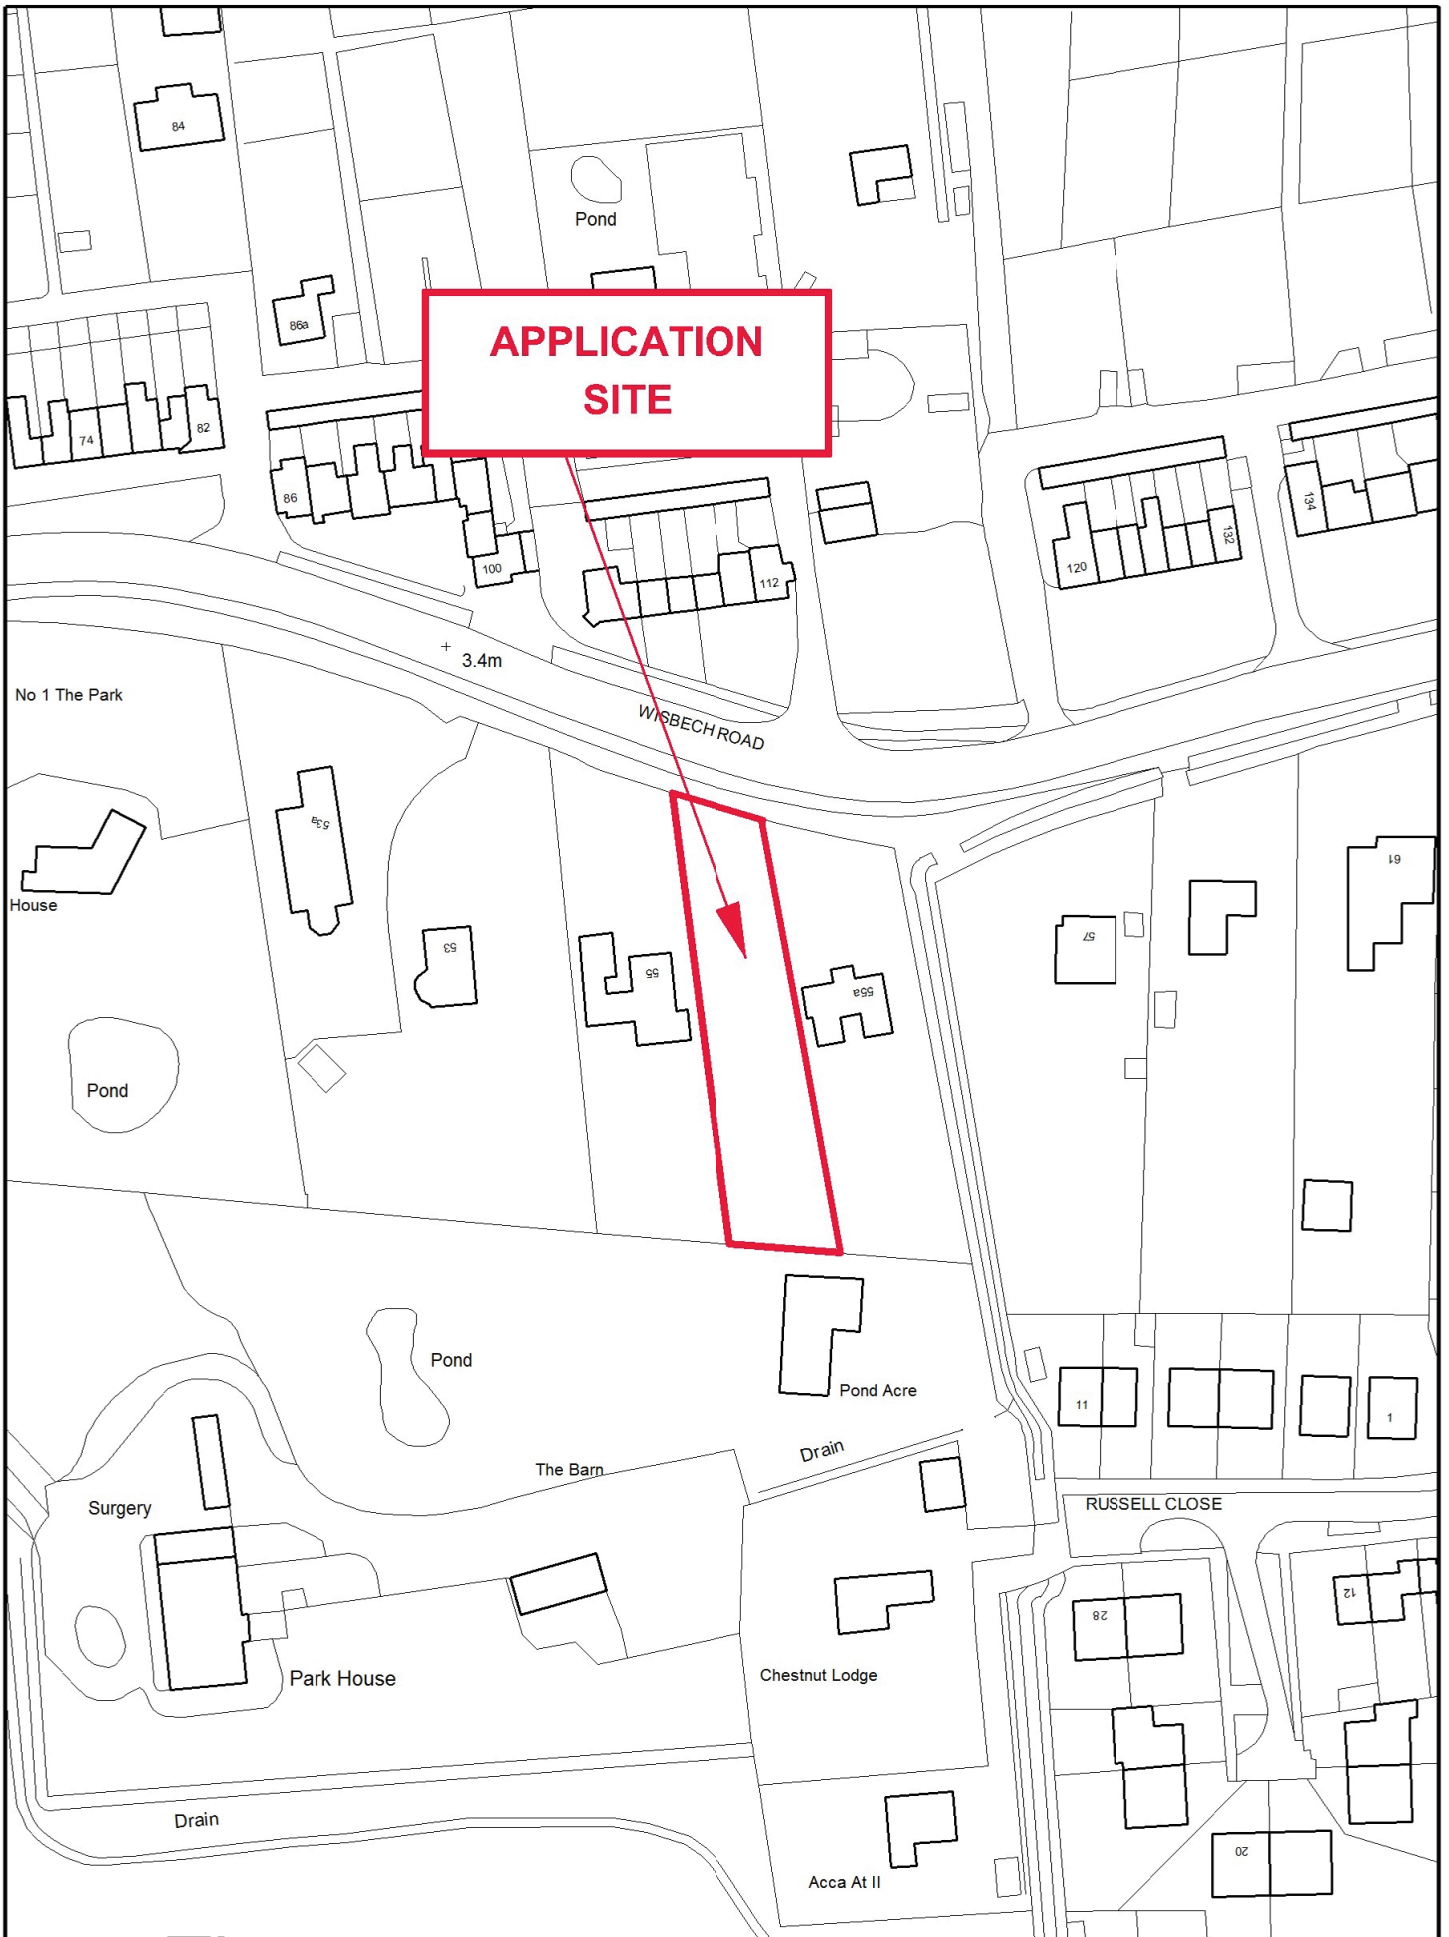 84
Pond
86a
APPLICATION
SITE
74
82
86
100
112
120
132
134
3.4m
WISBECH ROAD
No 1 The Park
House
53a
53
55
55a
57
61
Pond
Pond
Pond Acre
Drain
The Barn
11
1
RUSSELL CLOSE
Surgery
Park House
Chestnut Lodge
28
12
Drain
20
Acca At II